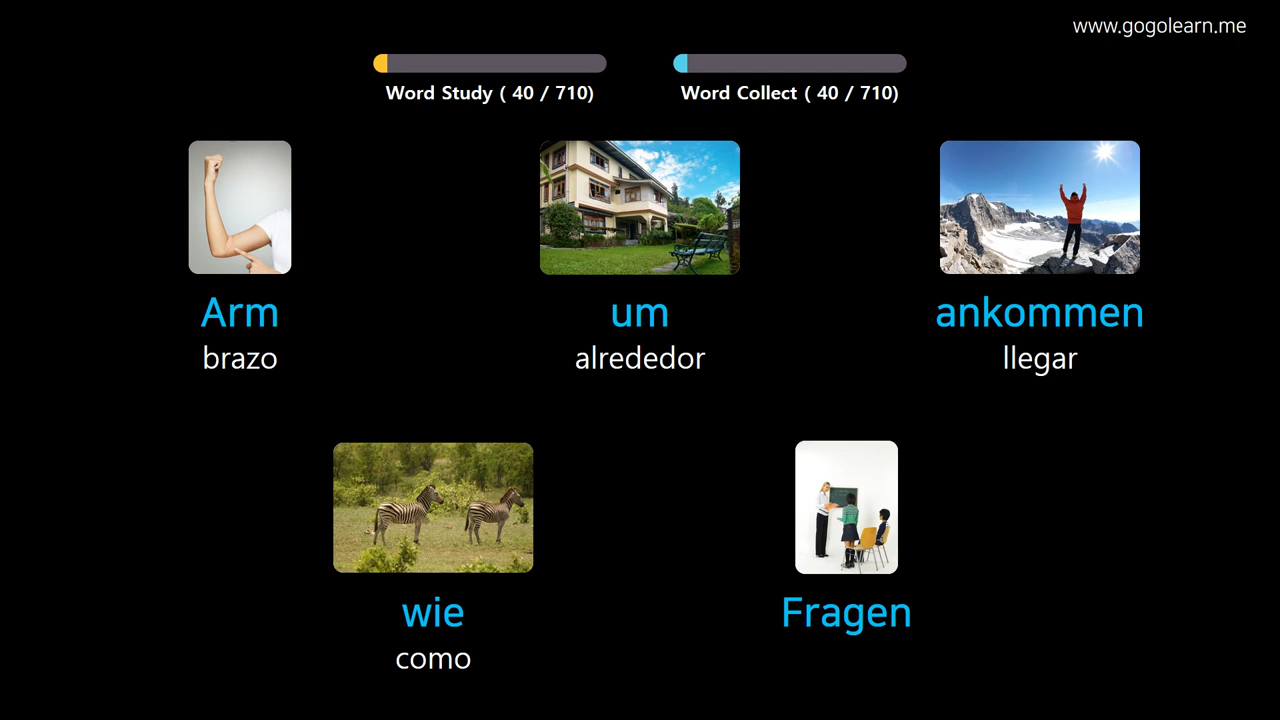 www.gogolearn.me
Word Study ( 40 / 710)
Word Collect ( 40 / 710)
Arm
brazo
um
alrededor
ankommen
llegar
wie
como
Fragen